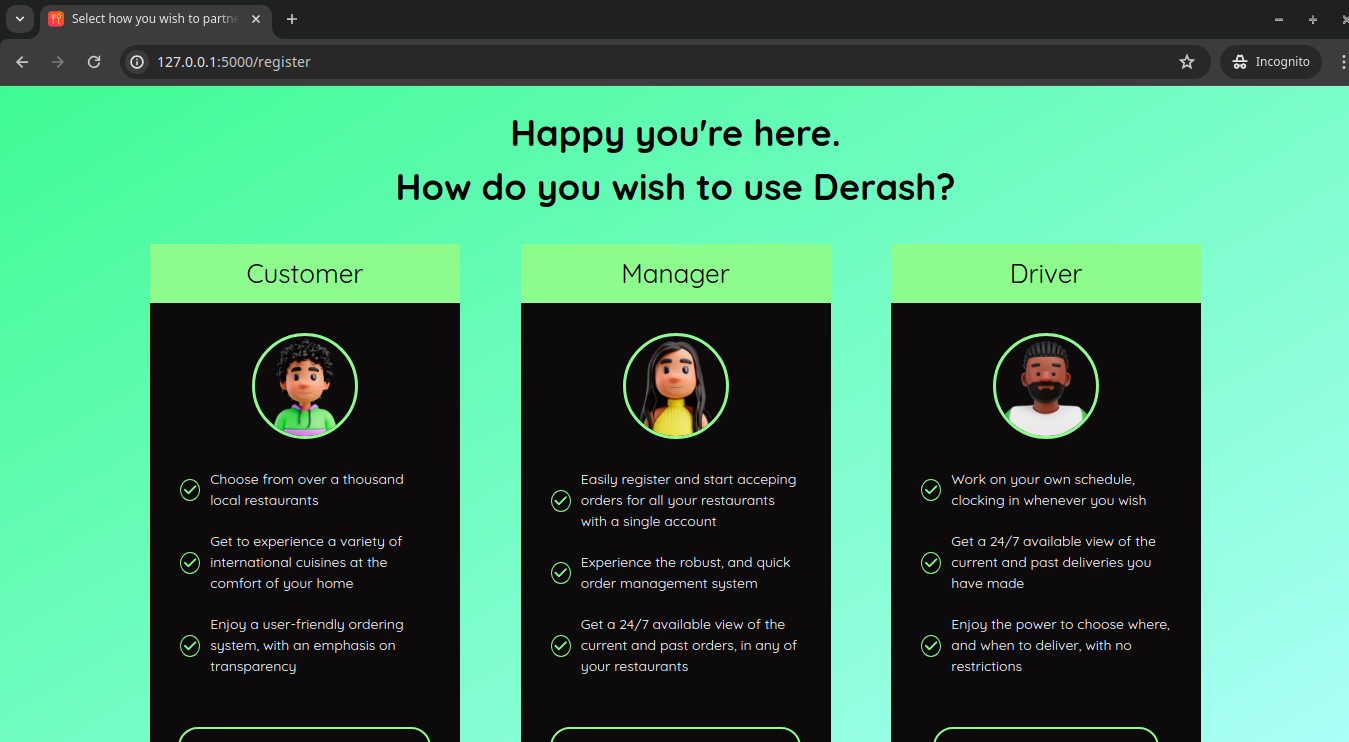 Select how you wish to partne
127.0.0.1:5000/register
Incognito
Happy you're here.
How do you wish to use Derash?
Customer
Choose from over a thousand
local restaurants
Get to experience a variety of
international cuisines at the
comfort of your home
Enjoy a user-friendly ordering
system, with an emphasis on
transparency
Manager
Easily register and start acceping
orders for all your restaurants
with a single account
Experience the robust, and quick
order management system
Get a 24/7 available view of the
current and past orders, in any of
your restaurants
Driver
Work on your own schedule,
clocking in whenever you wish
Get a 24/7 available view of the
current and past deliveries you
have made
Enjoy the power to choose where,
and when to deliver, with no
restrictions